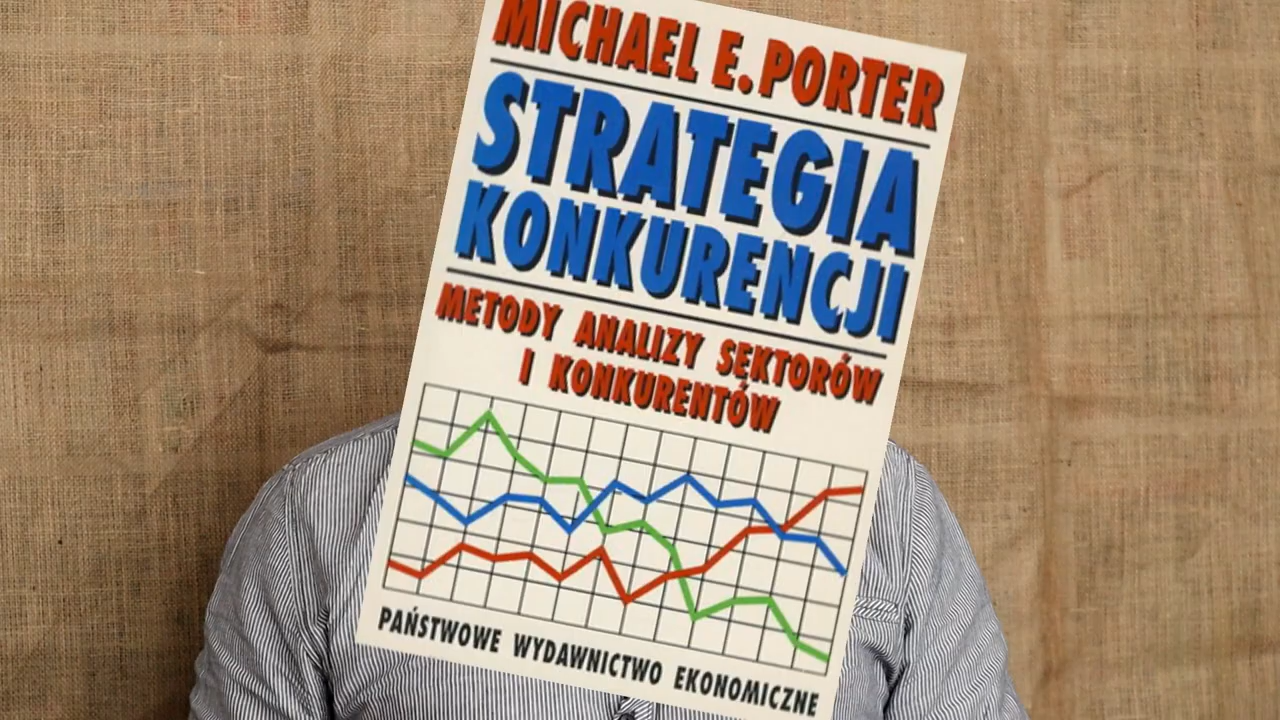 MICHAEL E. PORTER
STRATEGIA
KONKURENCJI
METODY ANALIZY SEKTORÓW
I KONKURENTÓW
PAŃSTWOWE WYDAWNICTWO EKONOMICZNE